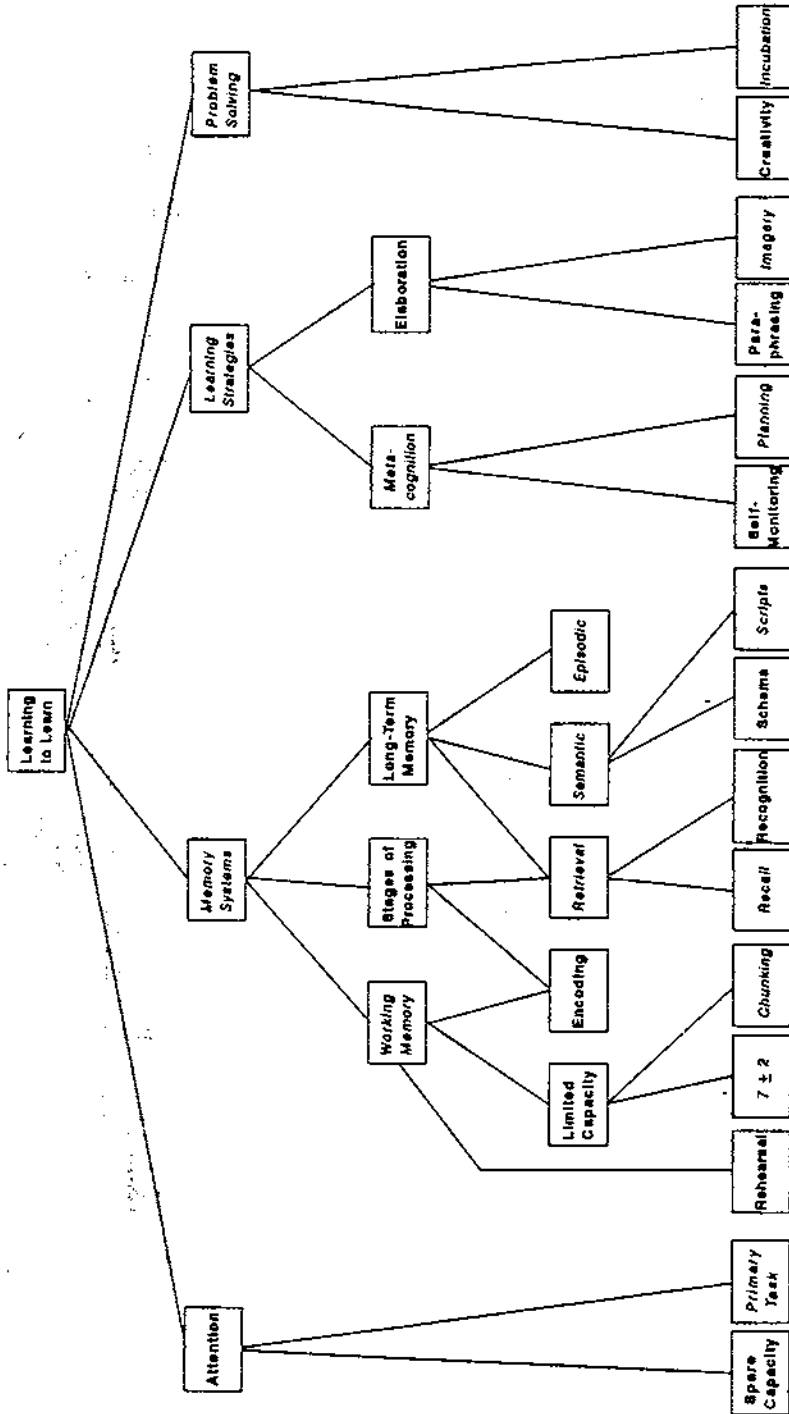 Learning
to Learn
Attention
Memory
Systems
Learning
Strategies
Problem
Solving
Working
Memory
Stages of
Processing
Long-Term
Memory
Meta-
cognition
Elaboration
Limited
Capacity
Encoding
Retrieval
Semantic
Episodic
Spare
Capacity
Primary
Task
Rehearsal
7 ± 2
Chunking
Recall
Recognition
Schema
Scripts
Self-
Monitoring
Planning
Para-
phrasing
Imagery
Creativity
Incubation